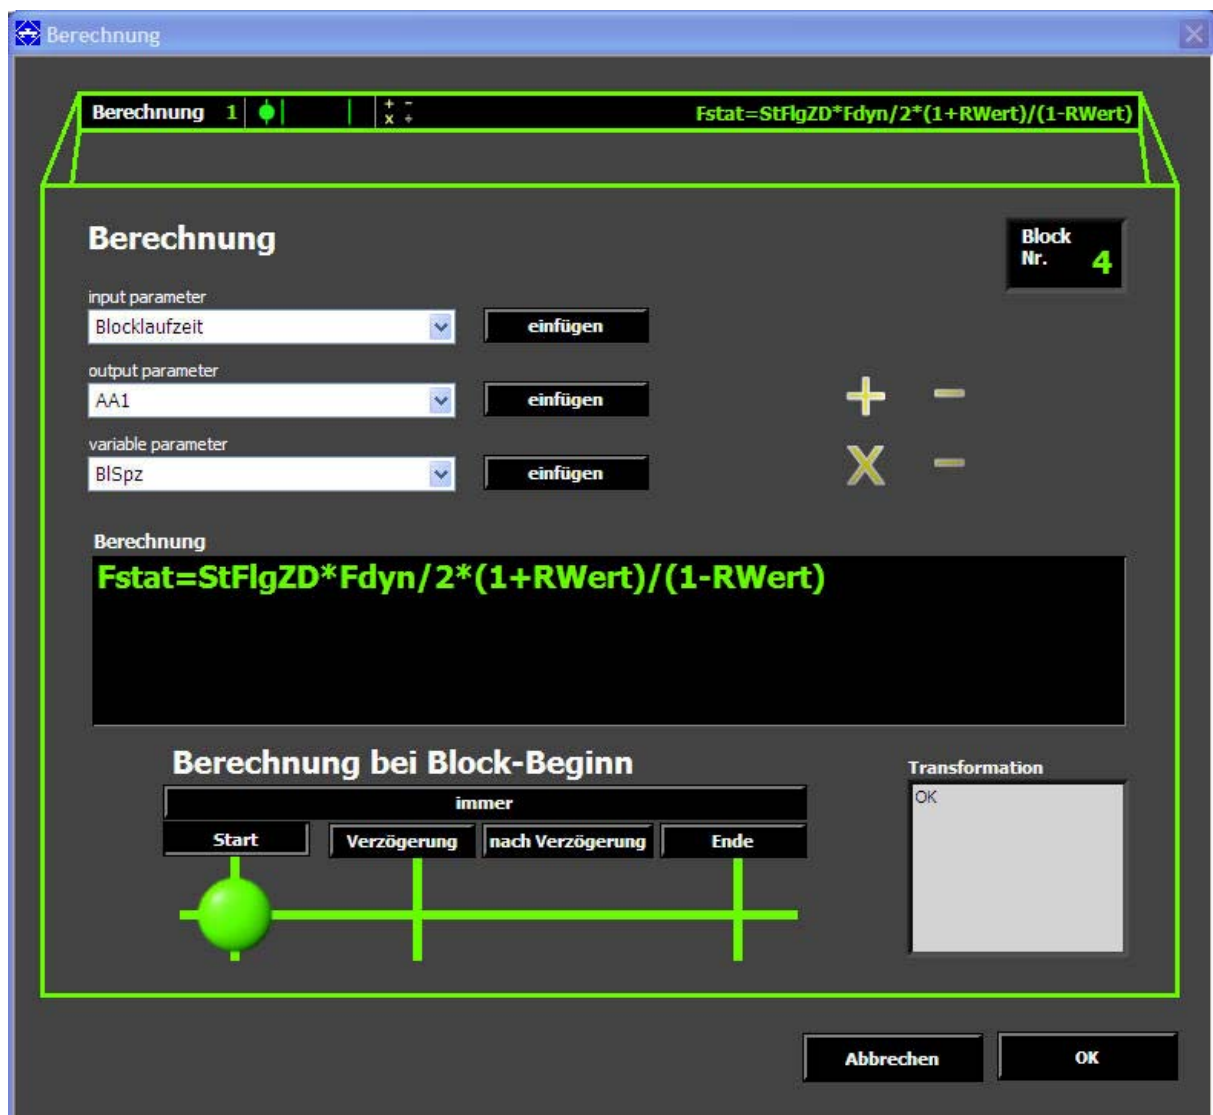 Berechnung
Berechnung 1 + - x ÷ Fstat=StFlgZD*Fdyn/2*(1+RWert)/(1-RWert)
Berechnung
Block
Nr. 4
input parameter
Blocklaufzeit einfügen
output parameter
AA1 einfügen
+ -
variable parameter
BlSpz einfügen
X -
Berechnung
Fstat=StFlgZD*Fdyn/2*(1+RWert)/(1-RWert)
Berechnung bei Block-Beginn
Transformation
OK
immer
Start Verzögerung nach Verzögerung Ende
Abbrechen OK